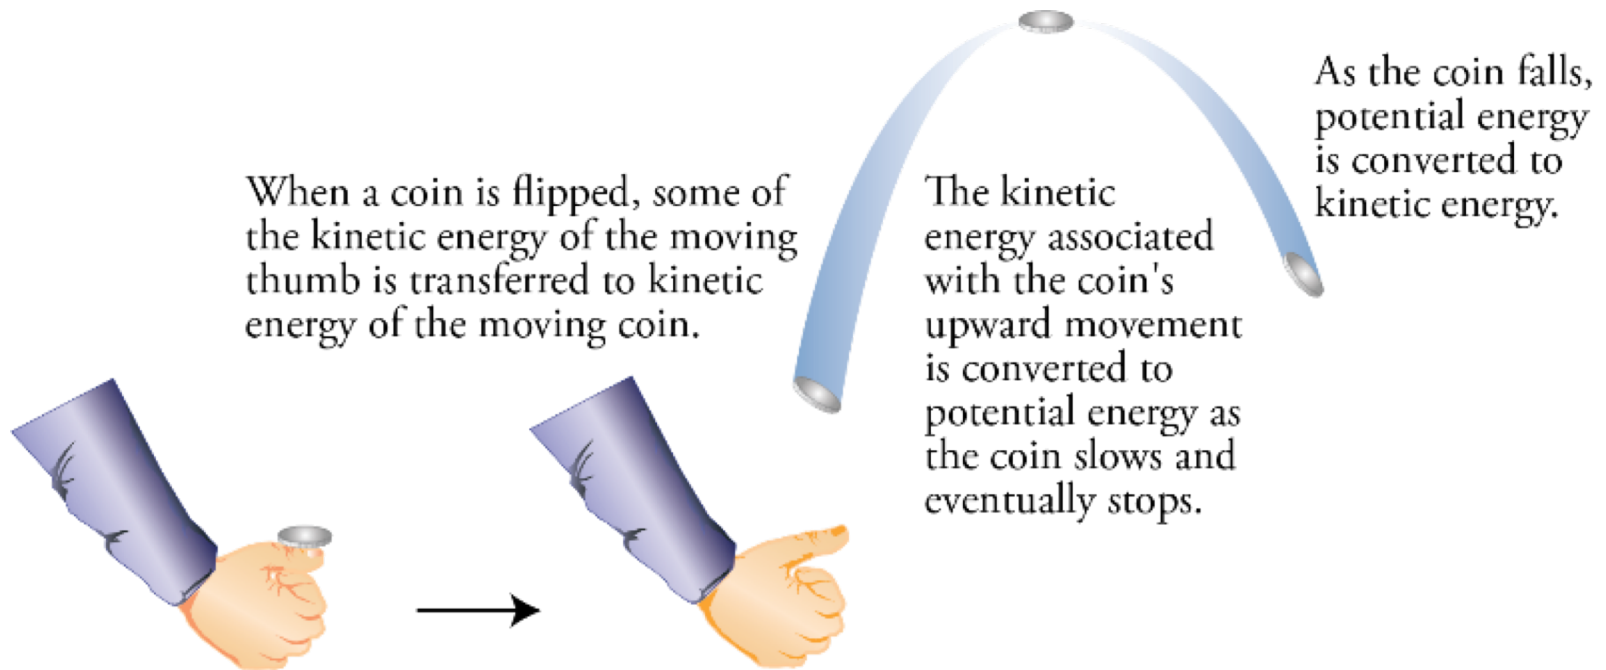 When a coin is flipped, some of
the kinetic energy of the moving
thumb is transferred to kinetic
energy of the moving coin.
The kinetic
energy associated
with the coin's
upward movement
is converted to
potential energy as
the coin slows and
eventually stops.
As the coin falls,
potential energy
is converted to
kinetic energy.